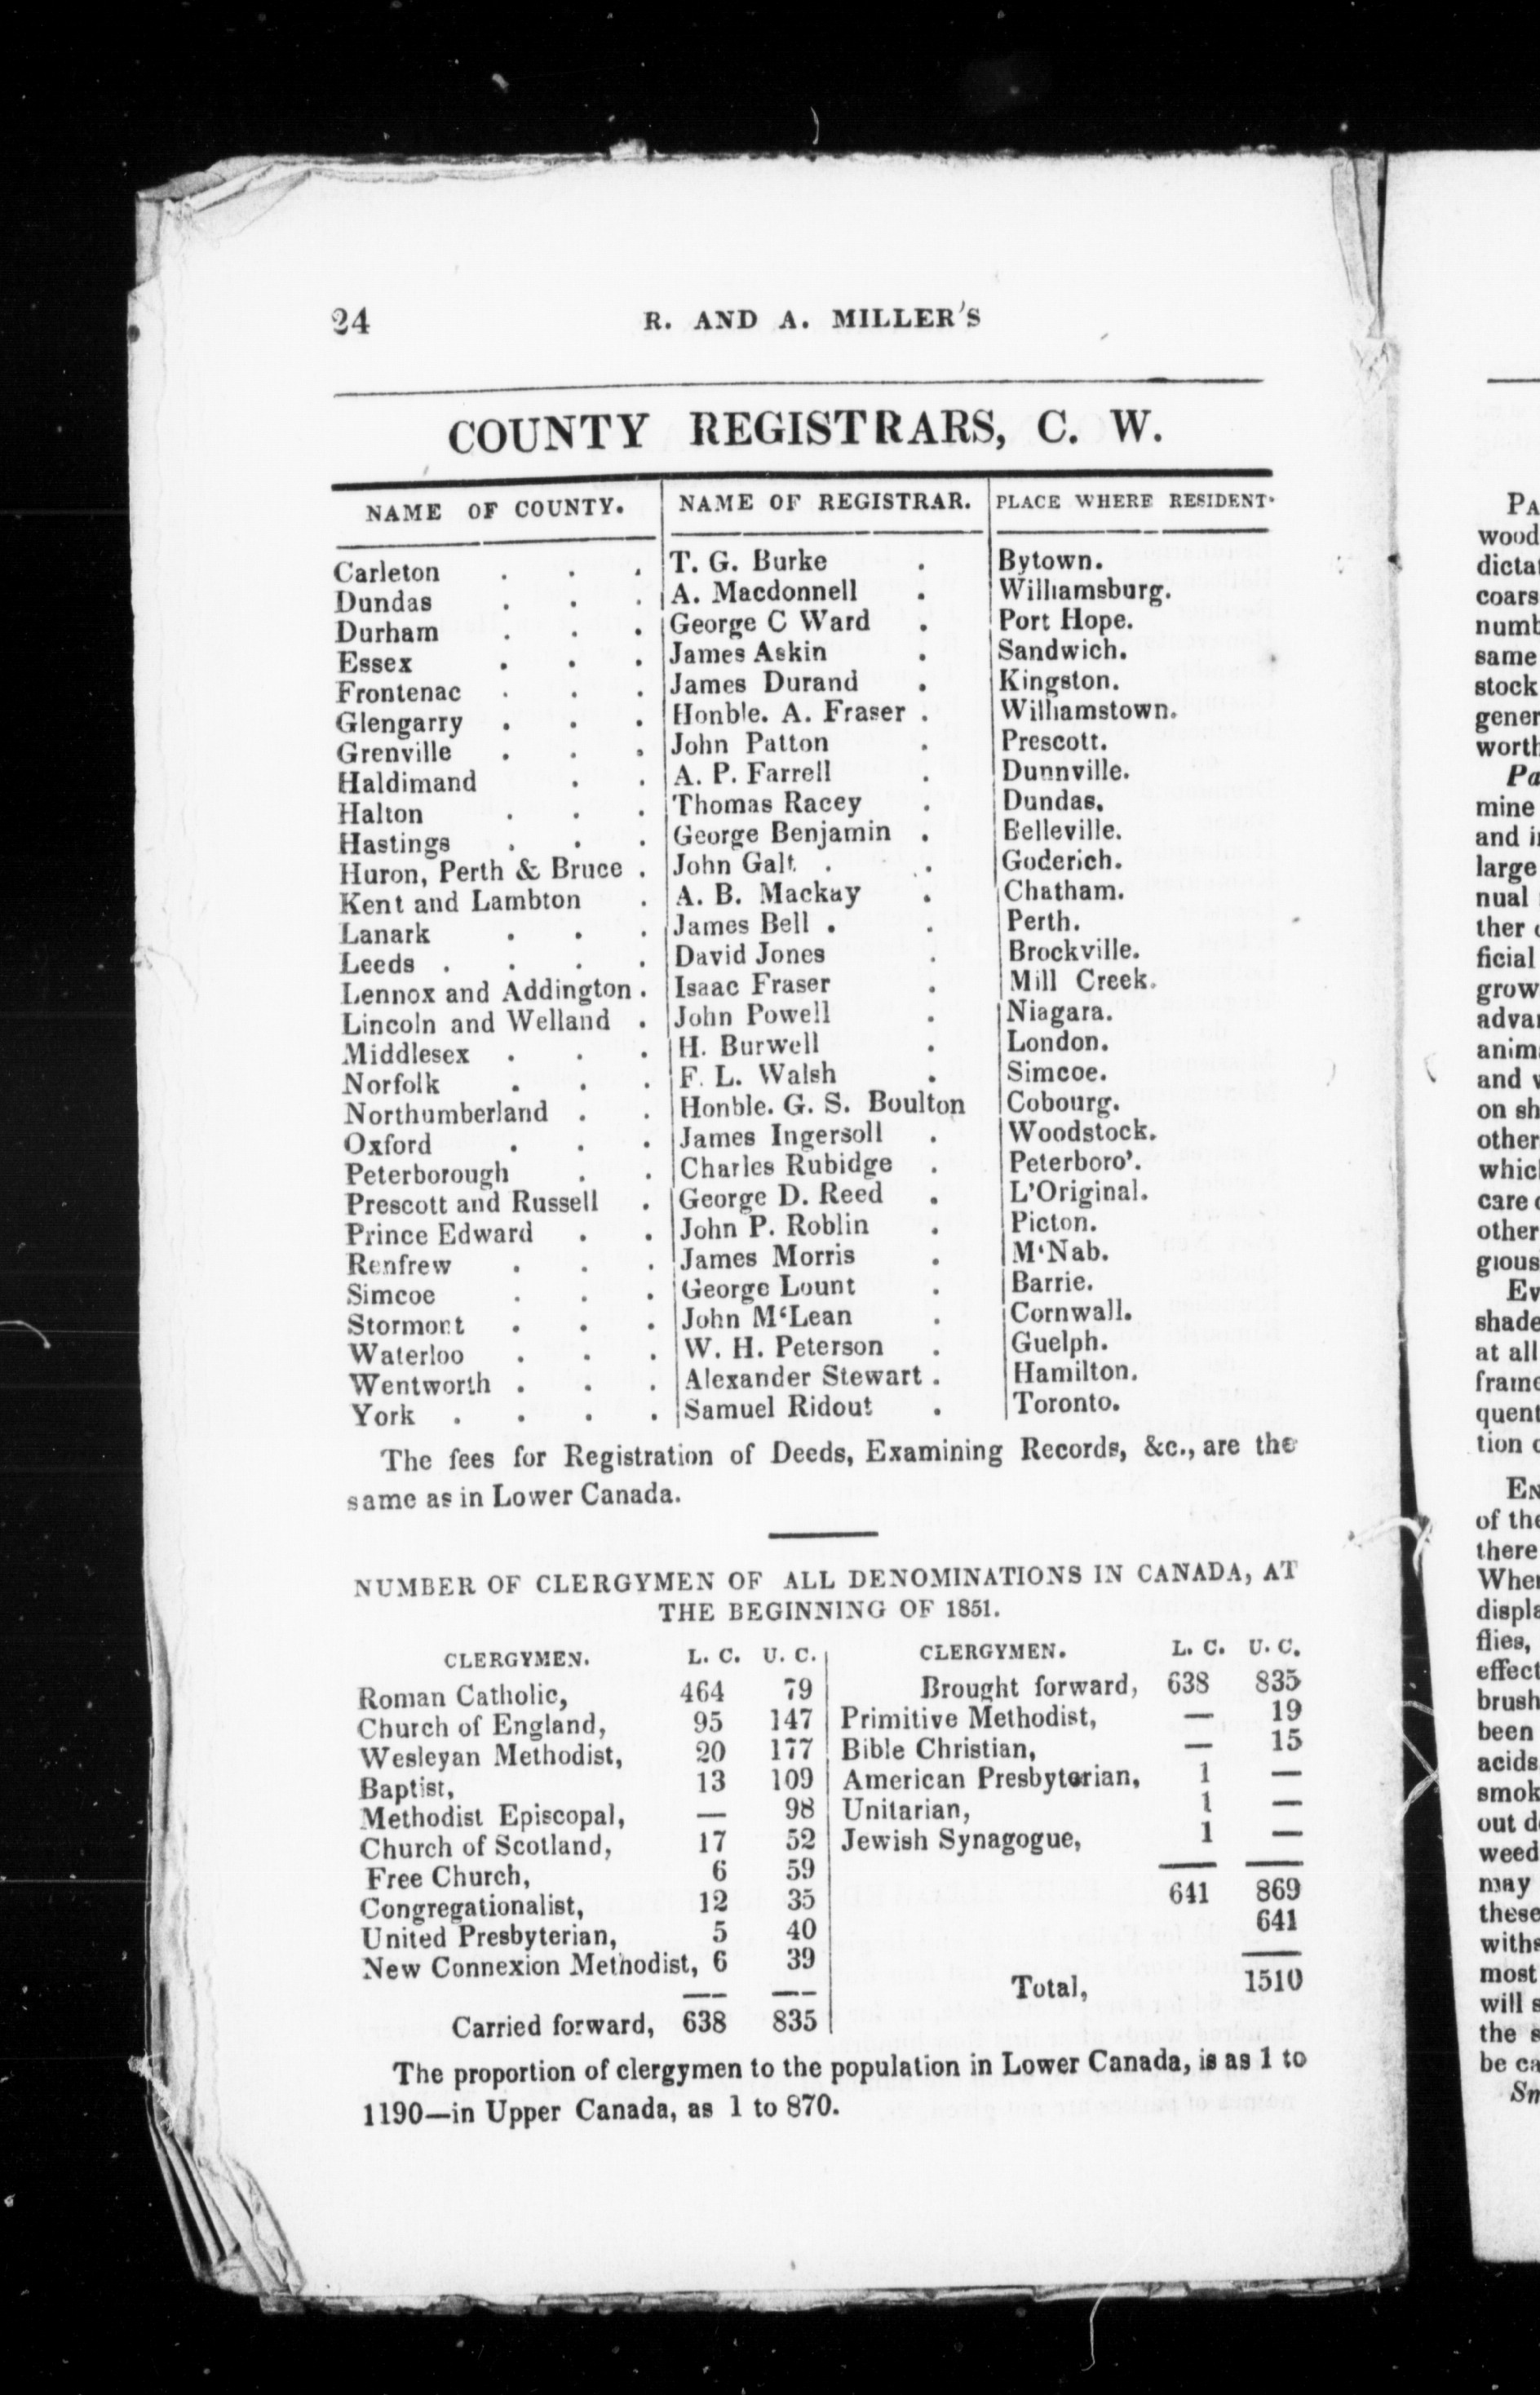 24 R. AND A. MILLER'S
COUNTY REGISTRARS, C. W.
NAME OF COUNTY. NAME OF REGISTRAR. PLACE WHERE RESIDENT.
Carleton . . . T. G. Burke . Bytown.
Dundas . . . A. Macdonnell . Williamsburg.
Durham . . . George C Ward . Port Hope.
Essex . . . James Askin . Sandwich.
Frontenac . . . James Durand . Kingston.
Glengarry . . . Honble. A. Fraser . Williamstown.
Grenville . . . John Patton . Prescott.
Haldimand . . A. P. Farrell . Dunnville.
Halton . . . Thomas Racey . Dundas.
Hastings . . . George Benjamin . Belleville.
Huron, Perth & Bruce . John Galt . . Goderich.
Kent and Lambton . A. B. Mackay . Chatham.
Lanark . . . James Bell . . Perth.
Leeds . . . . David Jones . Brockville.
Lennox and Addington . Isaac Fraser . Mill Creek.
Lincoln and Welland . John Powell . Niagara.
Middlesex . . . H. Burwell . London.
Norfolk . . . F. L. Walsh . Simcoe.
Northumberland . . Honble. G. S. Boulton Cobourg.
Oxford . . . James Ingersoll . Woodstock.
Peterborough . . Charles Rubidge . Peterboro'.
Prescott and Russell . George D. Reed . L'Original.
Prince Edward . . John P. Roblin . Picton.
Renfrew . . . James Morris . M'Nab.
Simcoe . . . George Lount . Barrie.
Stormont . . . John M'Lean . Cornwall.
Waterloo . . . W. H. Peterson . Guelph.
Wentworth . . . Alexander Stewart . Hamilton.
York . . . . Samuel Ridout . Toronto.
The fees for Registration of Deeds, Examining Records, &c., are the
same as in Lower Canada.
NUMBER OF CLERGYMEN OF ALL DENOMINATIONS IN CANADA, AT
THE BEGINNING OF 1851.
CLERGYMEN. L. C. U. C.
Roman Catholic, 464 79
Church of England, 95 147
Wesleyan Methodist, 20 177
Baptist, 13 109
Methodist Episcopal, — 98
Church of Scotland, 17 52
Free Church, 6 59
Congregationalist, 12 35
United Presbyterian, 5 40
New Connexion Methodist, 6 39
Carried forward, 638 835
CLERGYMEN. L. C. U. C.
Brought forward, 638 835
Primitive Methodist, — 19
Bible Christian, — 15
American Presbyterian, 1 —
Unitarian, 1 —
Jewish Synagogue, 1 —
641 869
641
Total, 1510
The proportion of clergymen to the population in Lower Canada, is as 1 to
1190—in Upper Canada, as 1 to 870.